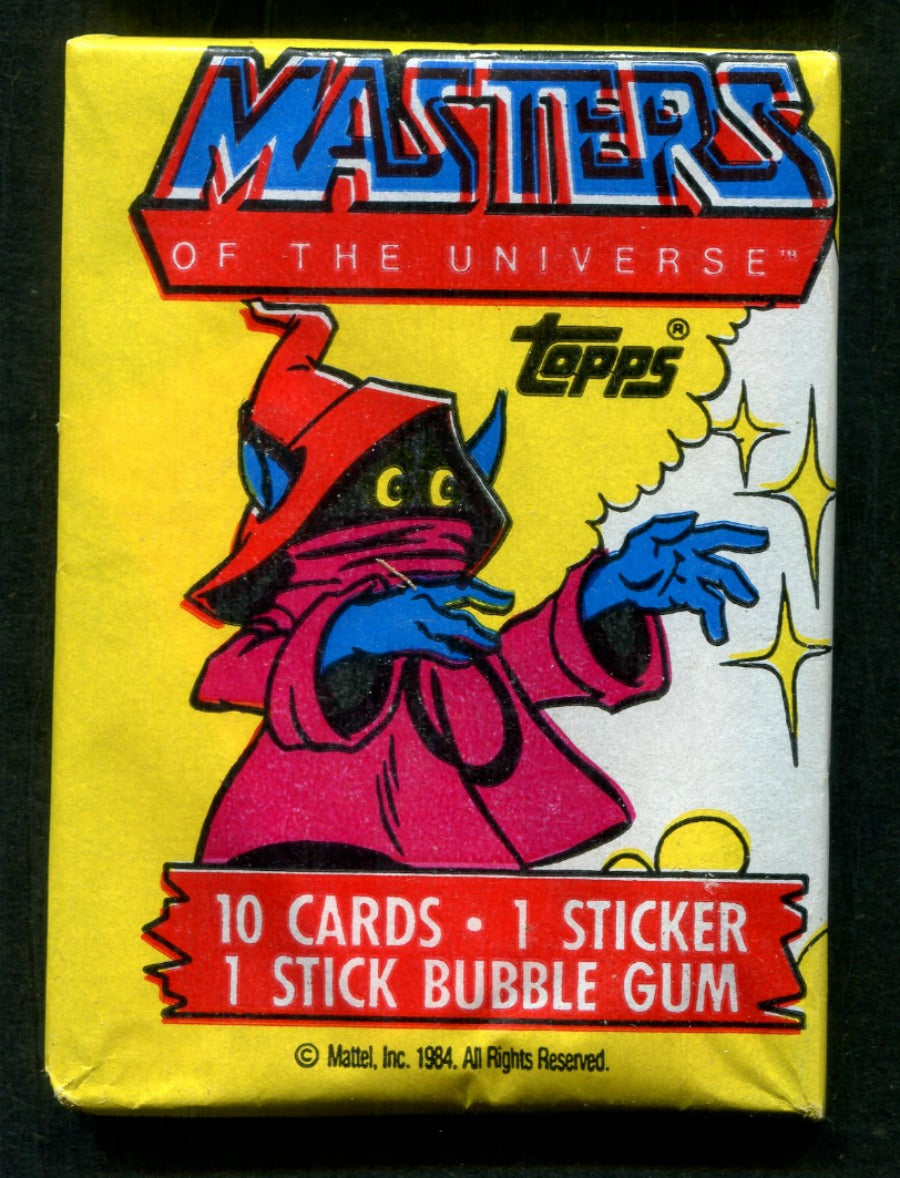 MASTERS
OF THE UNIVERSE™
topps®
10 CARDS • 1 STICKER
1 STICK BUBBLE GUM
© Mattel, Inc. 1984. All Rights Reserved.